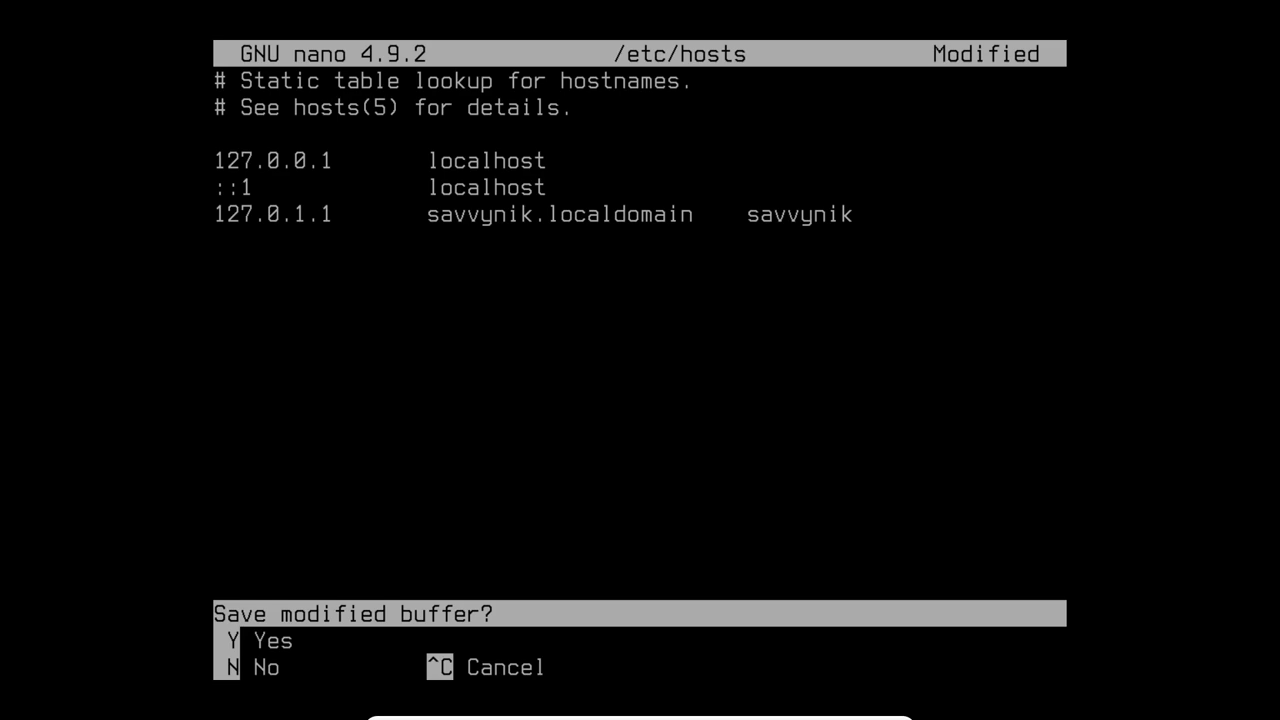 GNU nano 4.9.2 /etc/hosts Modified
# Static table lookup for hostnames.
# See hosts(5) for details.
127.0.0.1 localhost
::1 localhost
127.0.1.1 savvynik.localdomain savvynik
Save modified buffer?
Y Yes
N No ^C Cancel